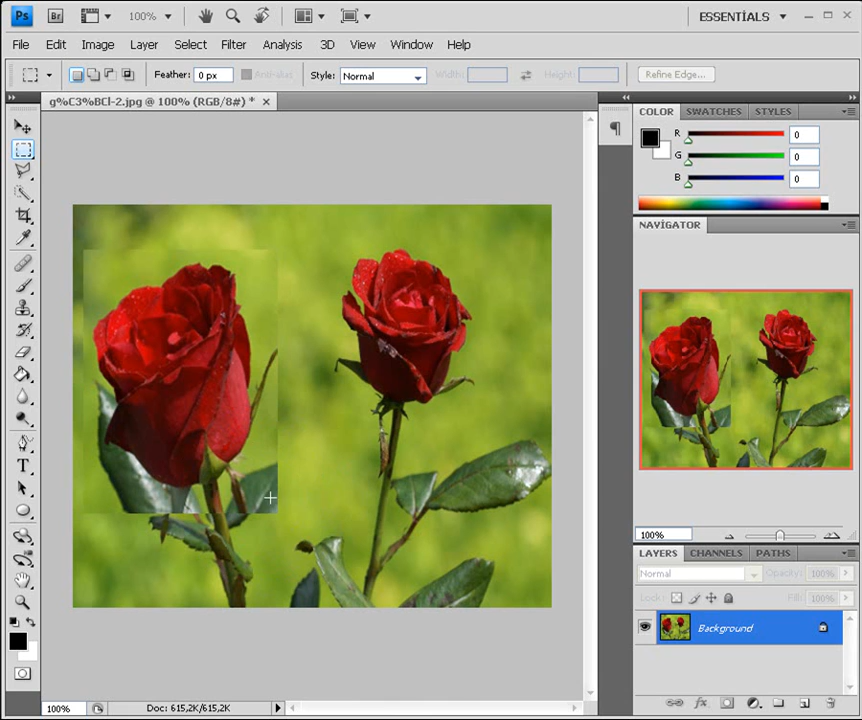 Ps Br 100% ESSENTİALS
File Edit Image Layer Select Filter Analysis 3D View Window Help
Feather: 0 px Anti-alias Style: Normal Width: Height: Refine Edge...
g%C3%BCl-2.jpg @ 100% (RGB/8#) *
COLOR SWATCHES STYLES
R 0
G 0
B 0
NAVİGATOR
100%
LAYERS CHANNELS PATHS
Normal Opacity: 100%
Lock: Fill: 100%
Background
T
100% Doc: 615,2K/615,2K